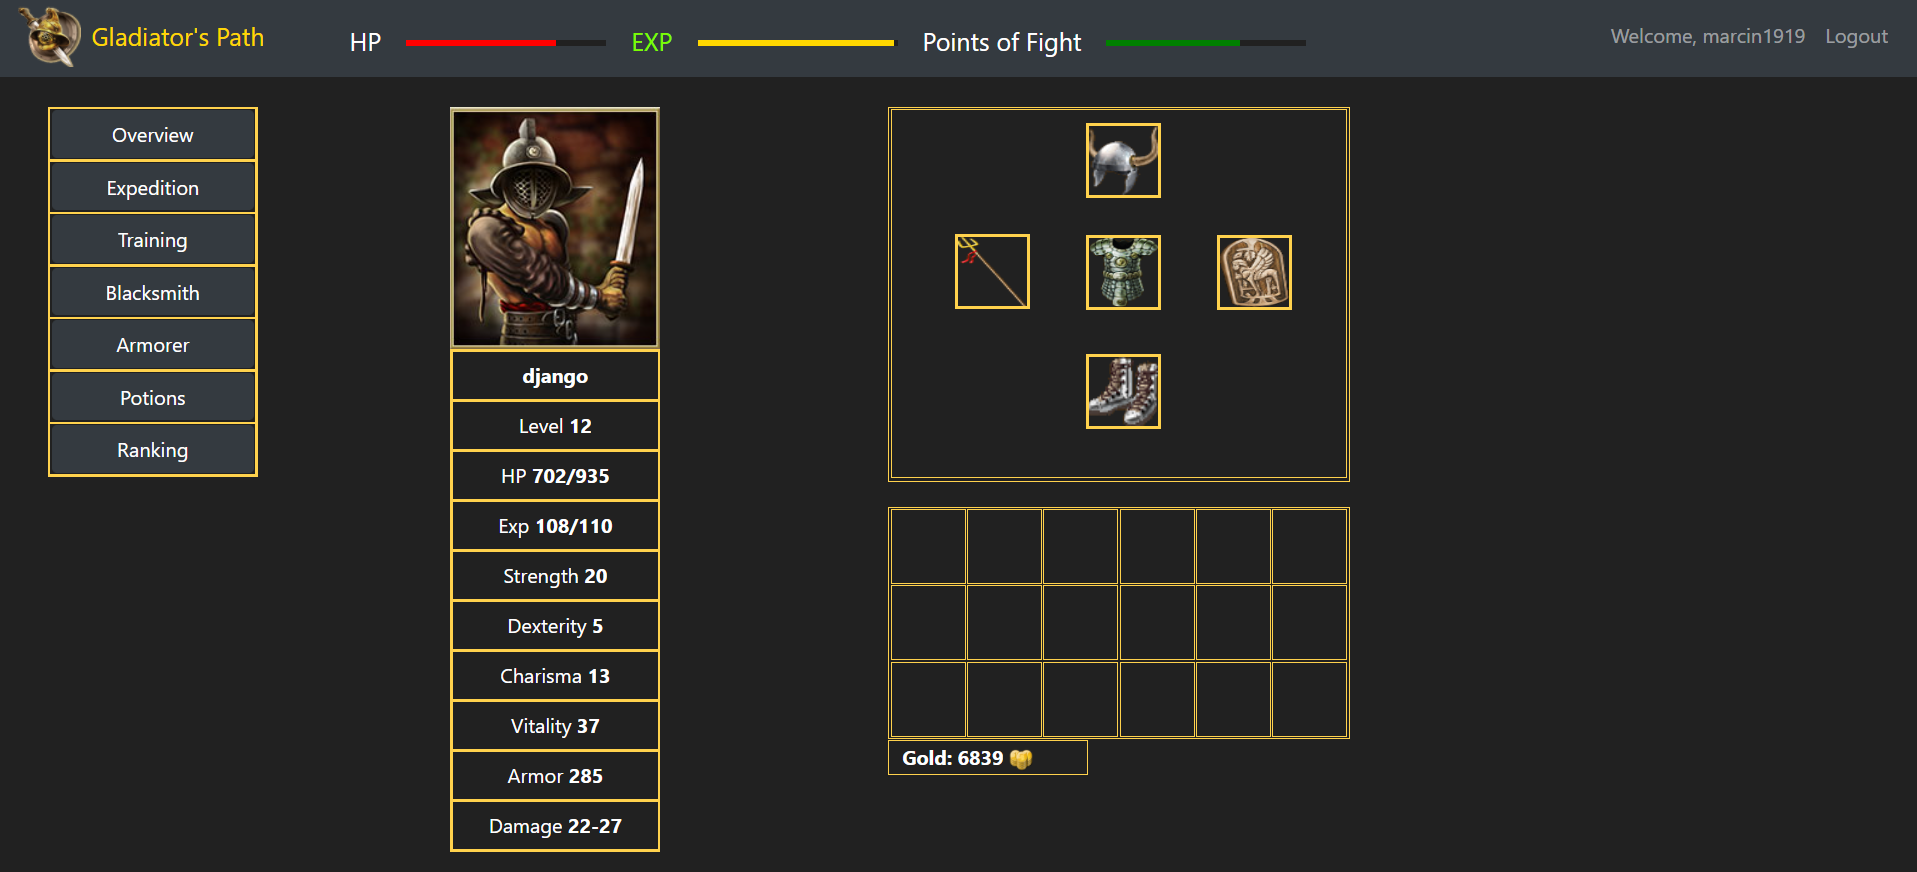 Gladiator's Path
HP
EXP
Points of Fight
Welcome, marcin1919
Logout
Overview
Expedition
Training
Blacksmith
Armorer
Potions
Ranking
django
Level 12
HP 702/935
Exp 108/110
Strength 20
Dexterity 5
Charisma 13
Vitality 37
Armor 285
Damage 22-27
Gold: 6839